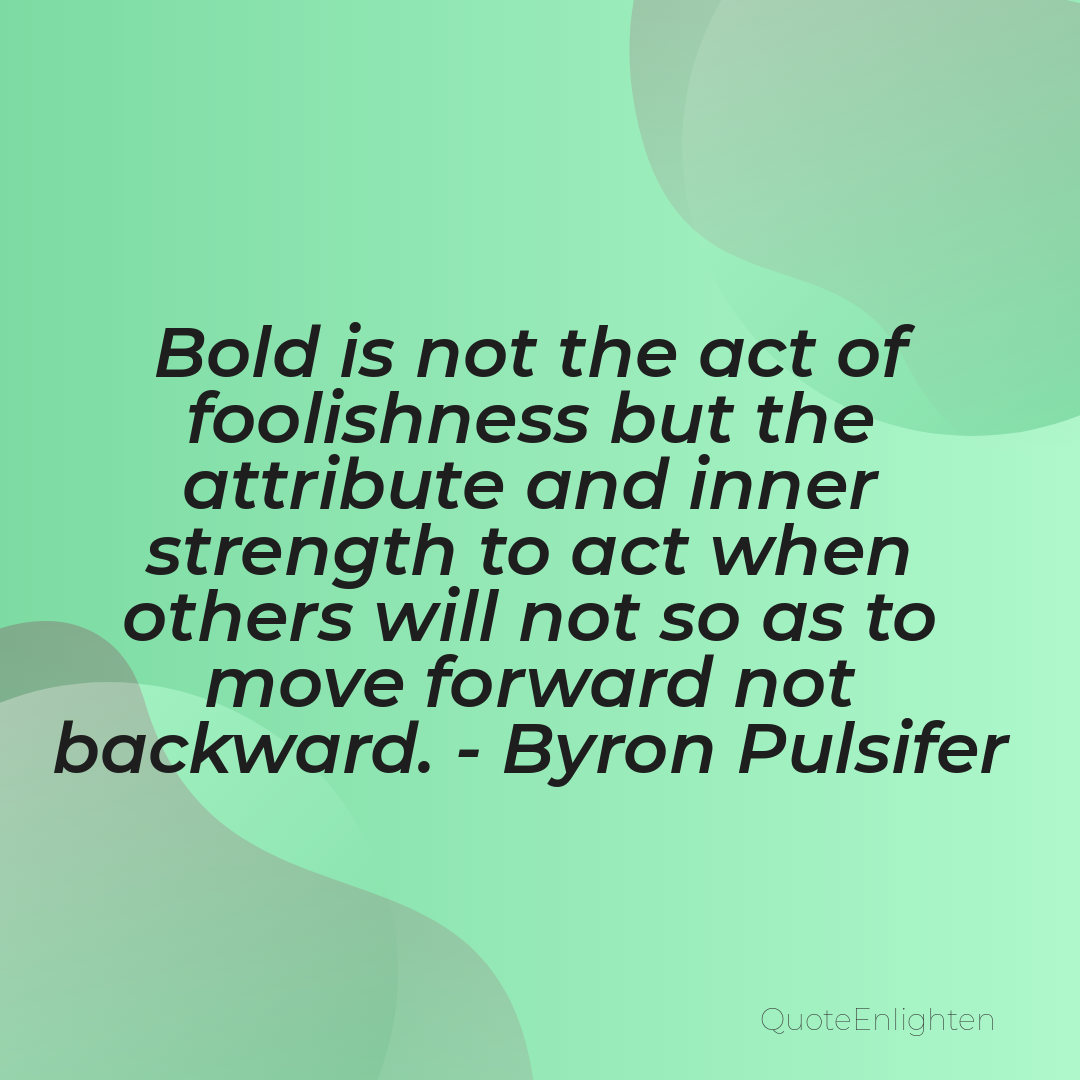 Bold is not the act of
foolishness but the
attribute and inner
strength to act when
others will not so as to
move forward not
backward. - Byron Pulsifer
QuoteEnlighten